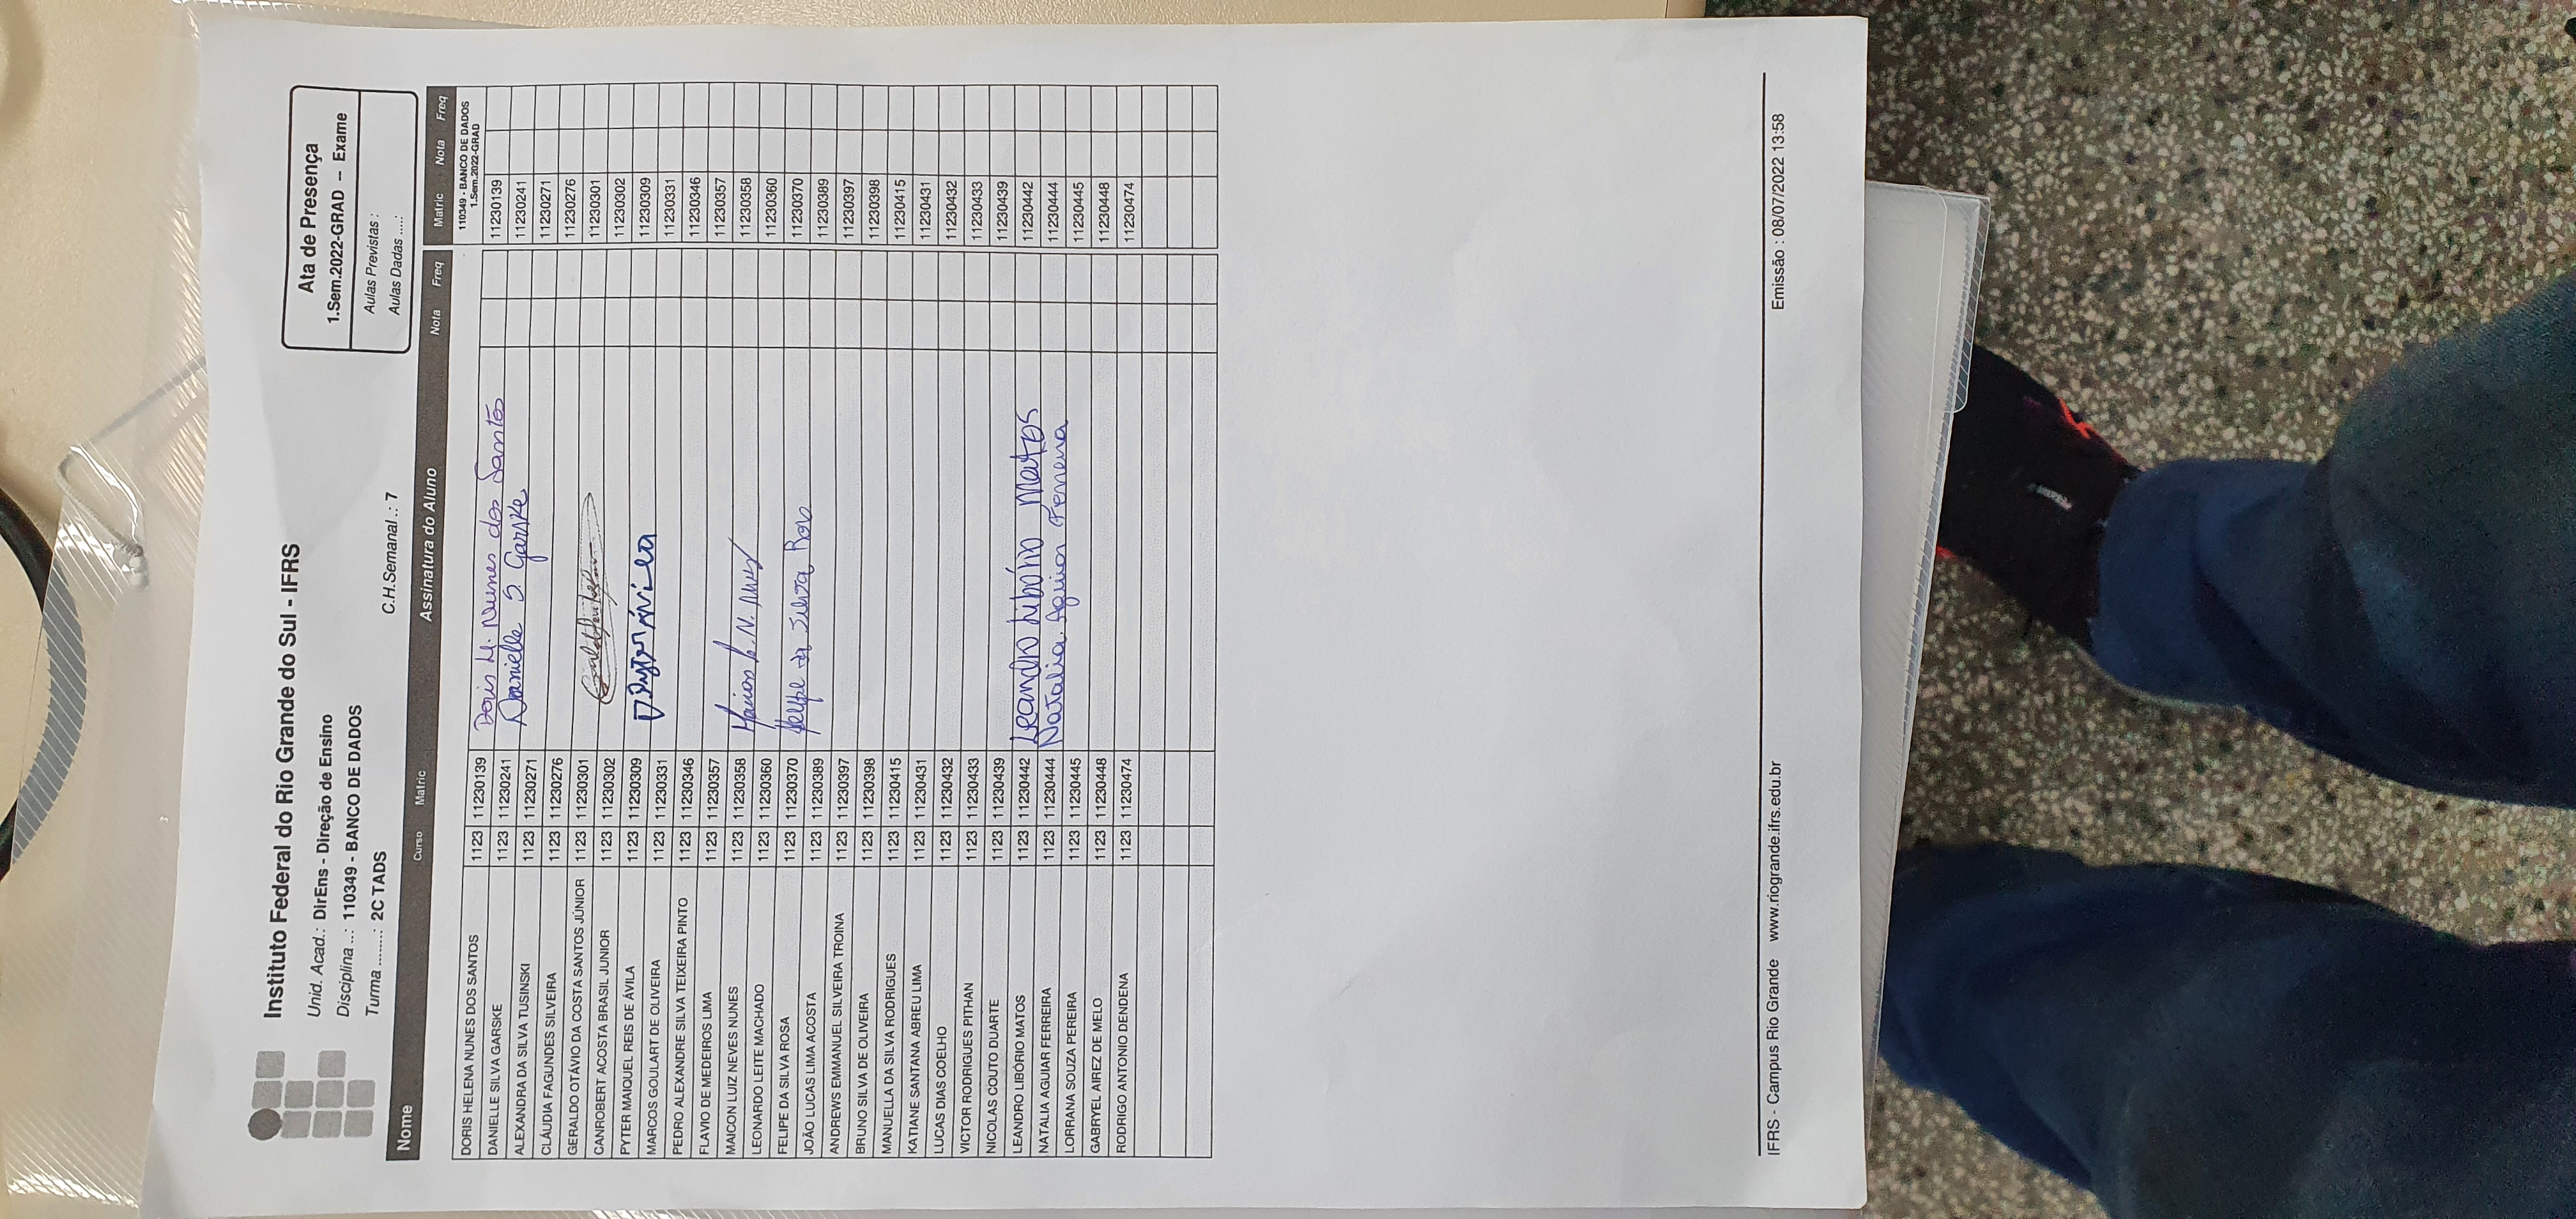 Instituto Federal do Rio Grande do Sul - IFRS
Unid. Acad.: DirEns - Direção de Ensino
Disciplina ..: 110349 - BANCO DE DADOS
Turma .......: 2C TADS
C.H.Semanal .: 7
Ata de Presença
1.Sem.2022-GRAD -- Exame
Aulas Previstas :
Aulas Dadas ....:
Nome Curso Matric Assinatura do Aluno Nota Freq Matric Nota Freq
110349 - BANCO DE DADOS
1.Sem.2022-GRAD
DORIS HELENA NUNES DOS SANTOS 1123 11230139 Doris H. Nunes dos Santos 11230139
DANIELLE SILVA GARSKE 1123 11230241 Danielle S. Garske 11230241
ALEXANDRA DA SILVA TUSINSKI 1123 11230271 11230271
CLÁUDIA FAGUNDES SILVEIRA 1123 11230276 11230276
GERALDO OTÁVIO DA COSTA SANTOS JÚNIOR 1123 11230301 11230301
CANROBERT ACOSTA BRASIL JUNIOR 1123 11230302 11230302
PYTER MAIQUEL REIS DE ÁVILA 1123 11230309 Pyter Ávila 11230309
MARCOS GOULART DE OLIVEIRA 1123 11230331 11230331
PEDRO ALEXANDRE SILVA TEIXEIRA PINTO 1123 11230346 11230346
FLAVIO DE MEDEIROS LIMA 1123 11230357 11230357
MAICON LUIZ NEVES NUNES 1123 11230358 Maicon L. N. Nunes 11230358
LEONARDO LEITE MACHADO 1123 11230360 11230360
FELIPE DA SILVA ROSA 1123 11230370 Felipe da Silva Rosa 11230370
JOÃO LUCAS LIMA ACOSTA 1123 11230389 11230389
ANDREWS EMMANUEL SILVEIRA TROINA 1123 11230397 11230397
BRUNO SILVA DE OLIVEIRA 1123 11230398 11230398
MANUELLA DA SILVA RODRIGUES 1123 11230415 11230415
KATIANE SANTANA ABREU LIMA 1123 11230431 11230431
LUCAS DIAS COELHO 1123 11230432 11230432
VICTOR RODRIGUES PITHAN 1123 11230433 11230433
NICOLAS COUTO DUARTE 1123 11230439 11230439
LEANDRO LIBÓRIO MATOS 1123 11230442 Leandro Libório Matos 11230442
NATALIA AGUIAR FERREIRA 1123 11230444 Natalia Aguiar Ferreira 11230444
LORRANA SOUZA PEREIRA 1123 11230445 11230445
GABRYEL AIREZ DE MELO 1123 11230448 11230448
RODRIGO ANTONIO DENDENA 1123 11230474 11230474
IFRS - Campus Rio Grande www.riogrande.ifrs.edu.br
Emissão : 08/07/2022 13:58